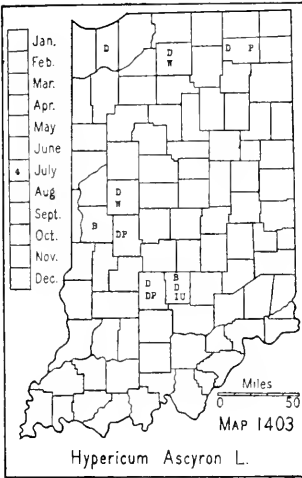 Jan.
Feb.
Mar.
Apr.
May
June
4 July
Aug
Sept.
Oct.
Nov.
Dec.
D
D
W
D P
D
W
B
DP
D
DP
B
D
IU
Miles
0 50
MAP 1403
Hypericum Ascyron L.